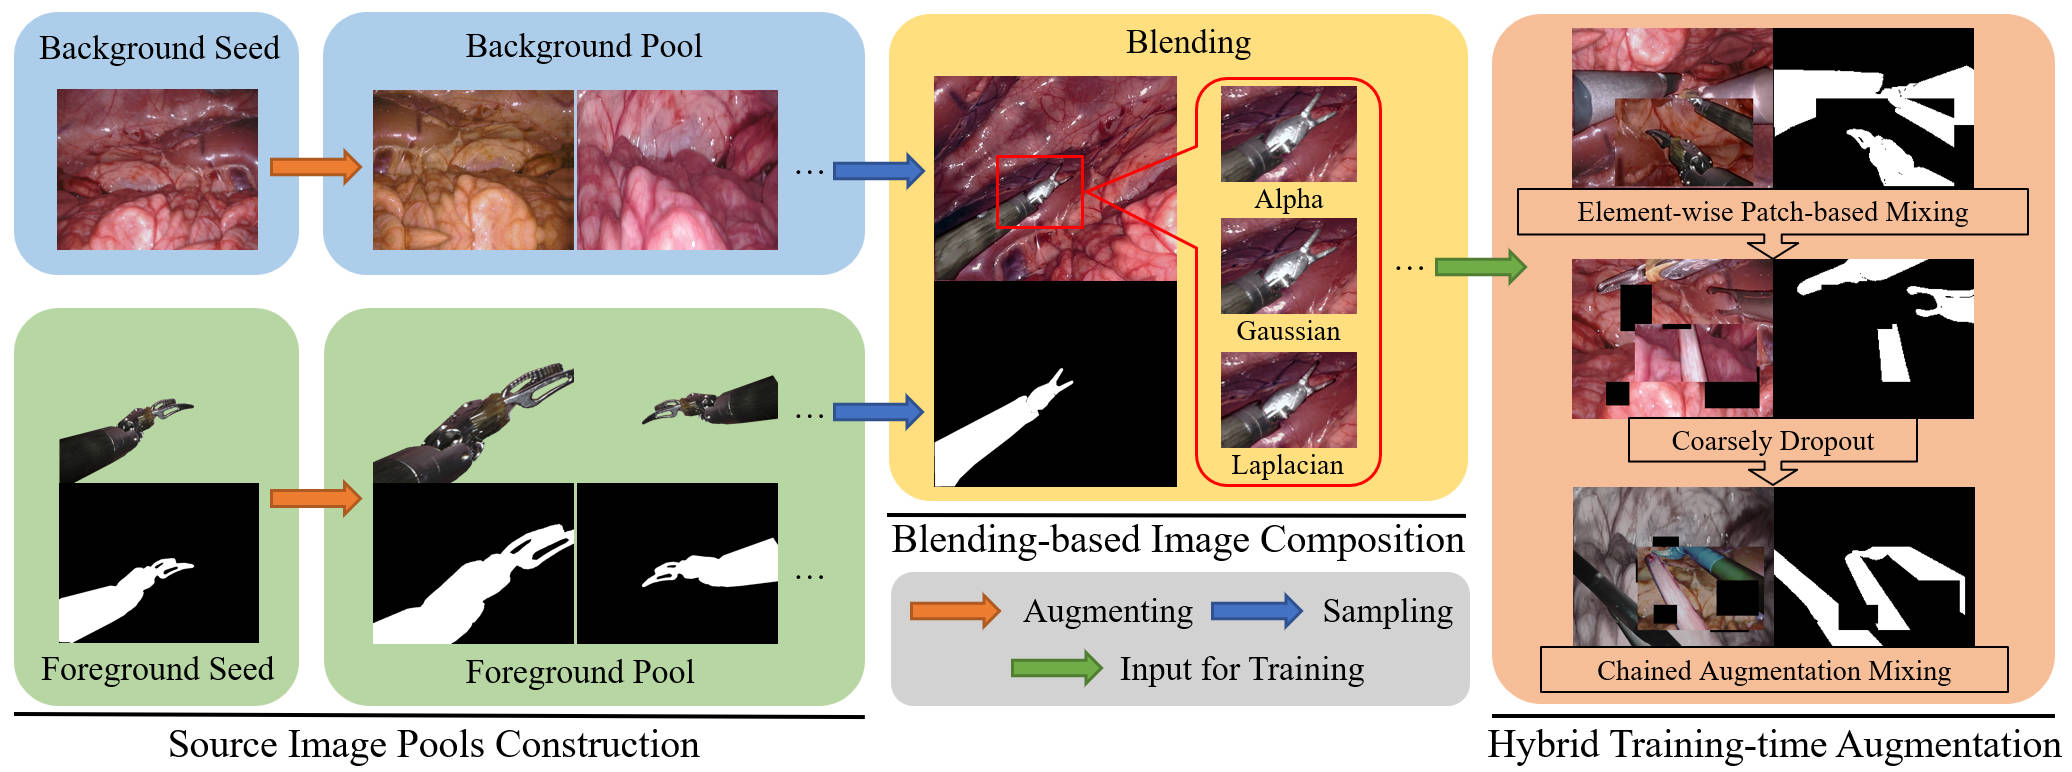 Background Seed
Background Pool
...
Foreground Seed
Foreground Pool
...
...
Source Image Pools Construction
Blending
Alpha
Gaussian
Laplacian
...
Blending-based Image Composition
Augmenting
Sampling
Input for Training
Element-wise Patch-based Mixing
Coarsely Dropout
Chained Augmentation Mixing
Hybrid Training-time Augmentation